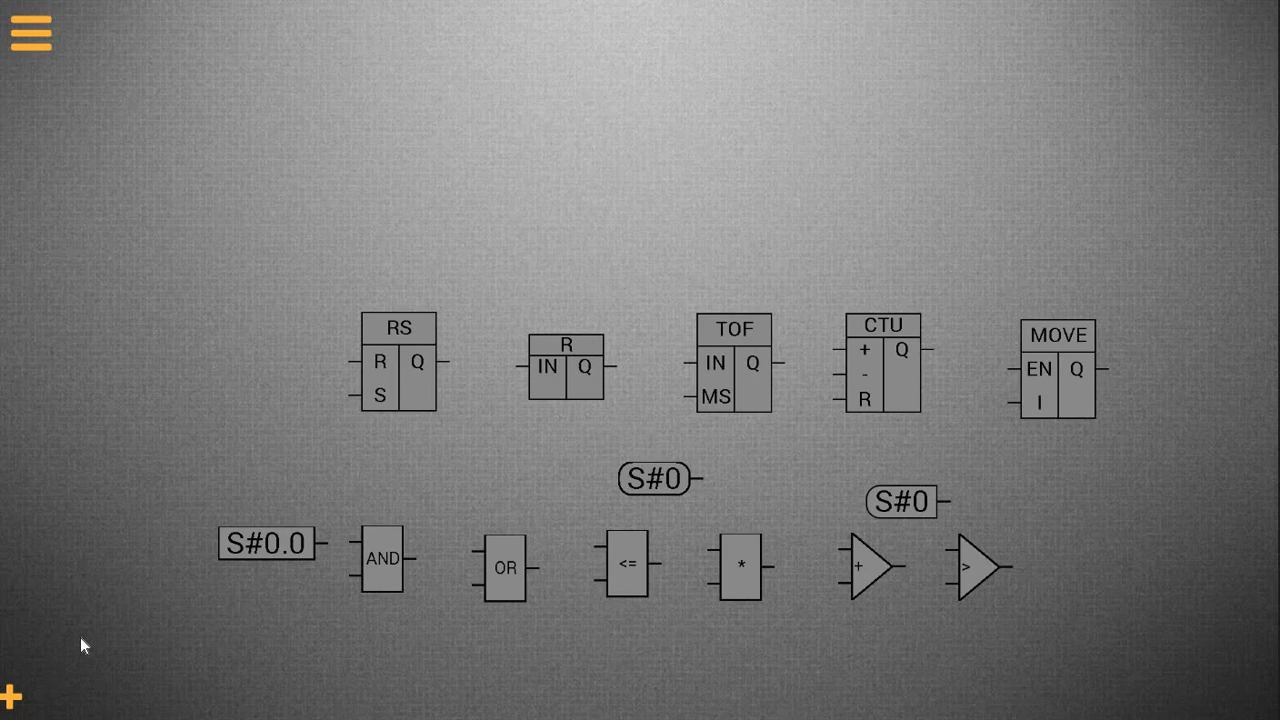 RS
R Q
S
R
IN Q
TOF
IN Q
MS
CTU
+ Q
-
R
MOVE
EN Q
I
S#0
S#0
S#0.0
AND
OR
<=
*
+
>